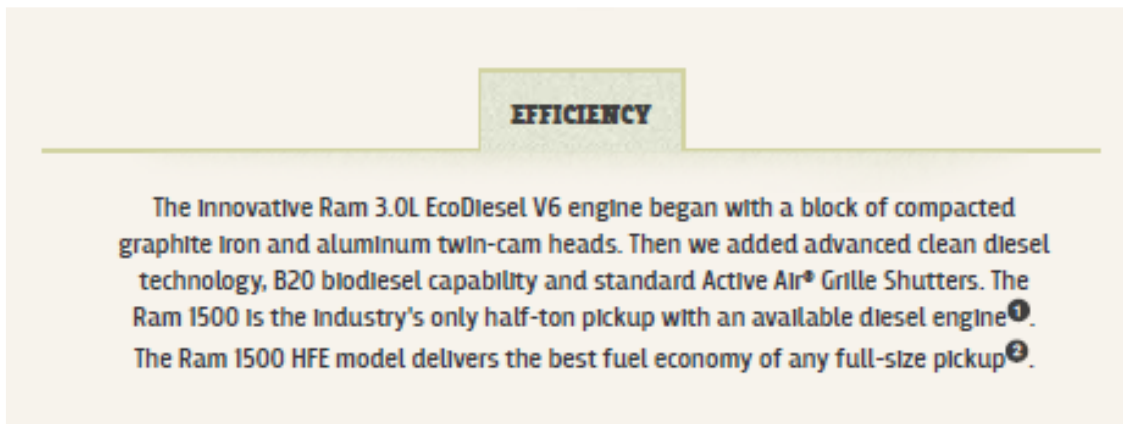 EFFICIENCY
The innovative Ram 3.0L EcoDiesel V6 engine began with a block of compacted
graphite iron and aluminum twin-cam heads. Then we added advanced clean diesel
technology, B20 biodiesel capability and standard Active Air® Grille Shutters. The
Ram 1500 is the industry's only half-ton pickup with an available diesel engine❶.
The Ram 1500 HFE model delivers the best fuel economy of any full-size pickup❷.